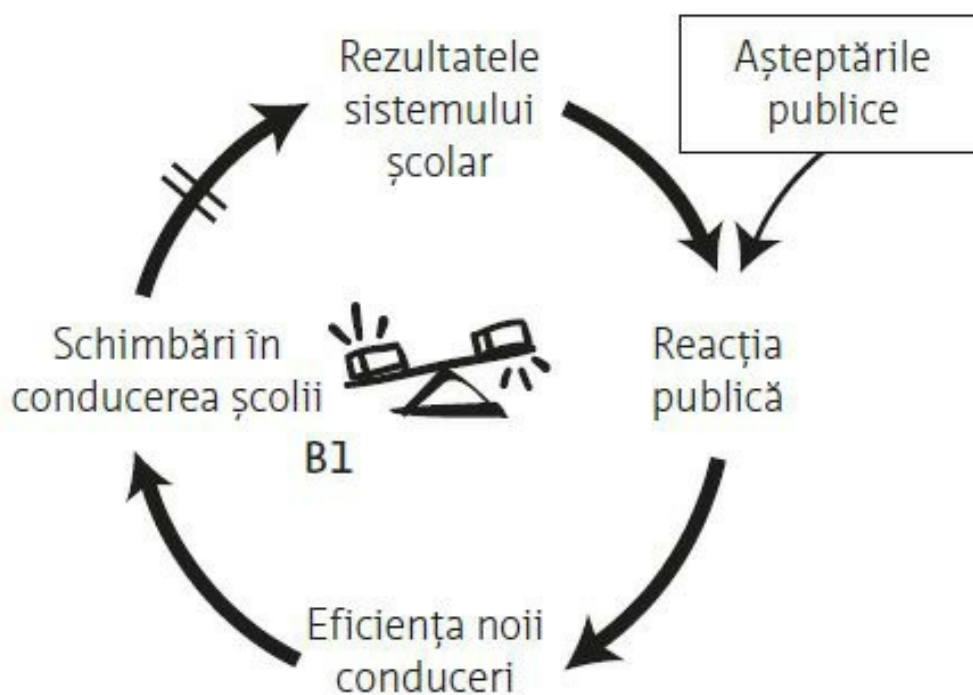 Rezultatele
sistemului
școlar
Așteptările
publice
Reacția
publică
Eficiența noii
conduceri
Schimbări în
conducerea școlii
B1